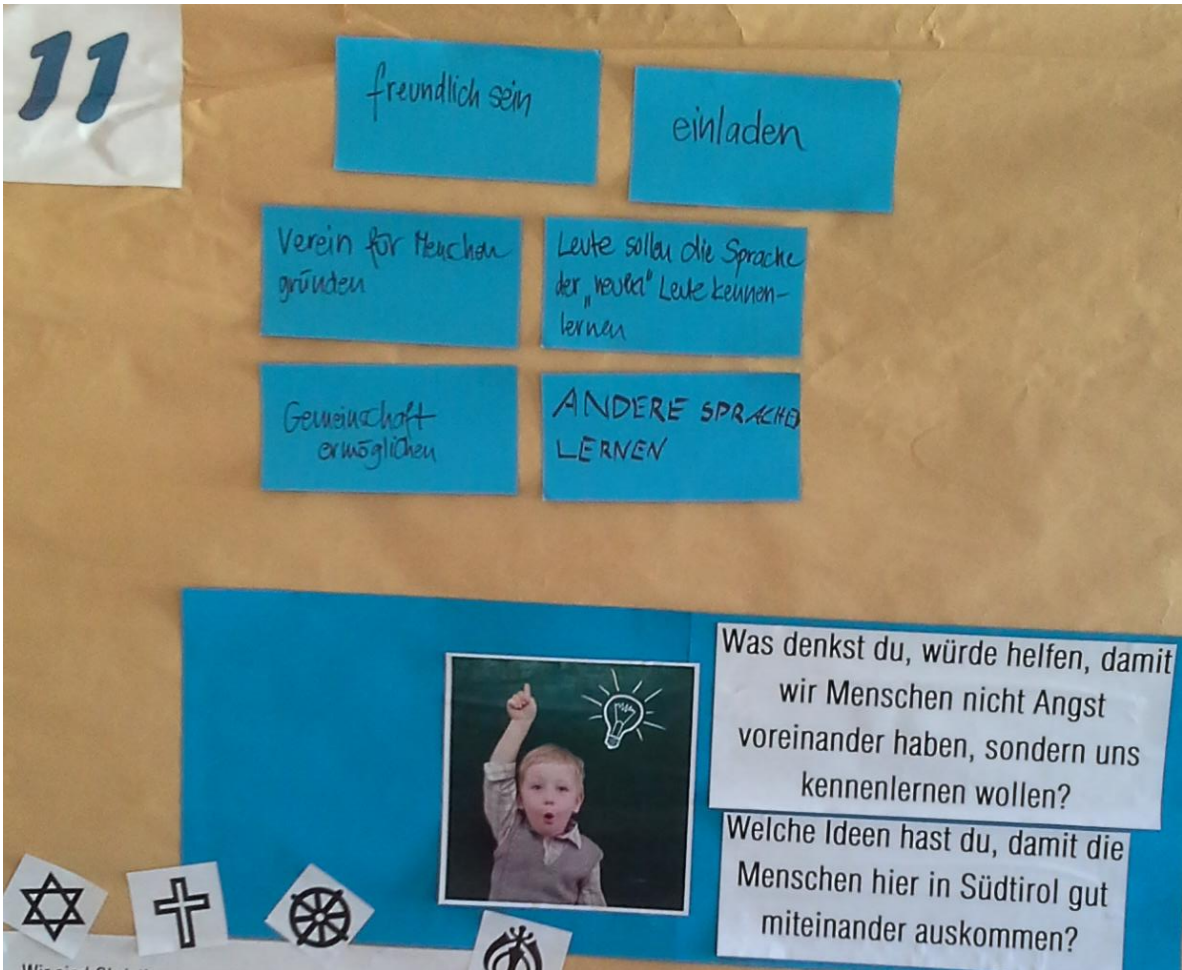 11
freundlich sein
einladen
Verein für Menschen
gründen
Leute sollen die Sprache
der „neuen“ Leute kennen-
lernen
Gemeinschaft
ermöglichen
ANDERE SPRACHEN
LERNEN
Was denkst du, würde helfen, damit
wir Menschen nicht Angst
voreinander haben, sondern uns
kennenlernen wollen?
Welche Ideen hast du, damit die
Menschen hier in Südtirol gut
miteinander auskommen?